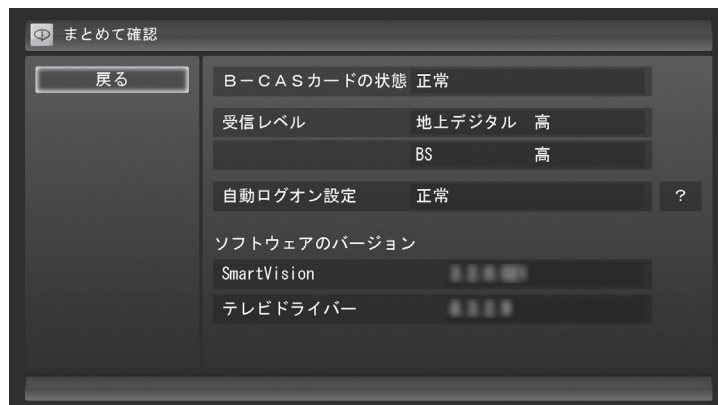 まとめて確認
戻る
B－CASカードの状態 正常
受信レベル 地上デジタル 高
BS 高
自動ログオン設定 正常 ？
ソフトウェアのバージョン
SmartVision
テレビドライバー